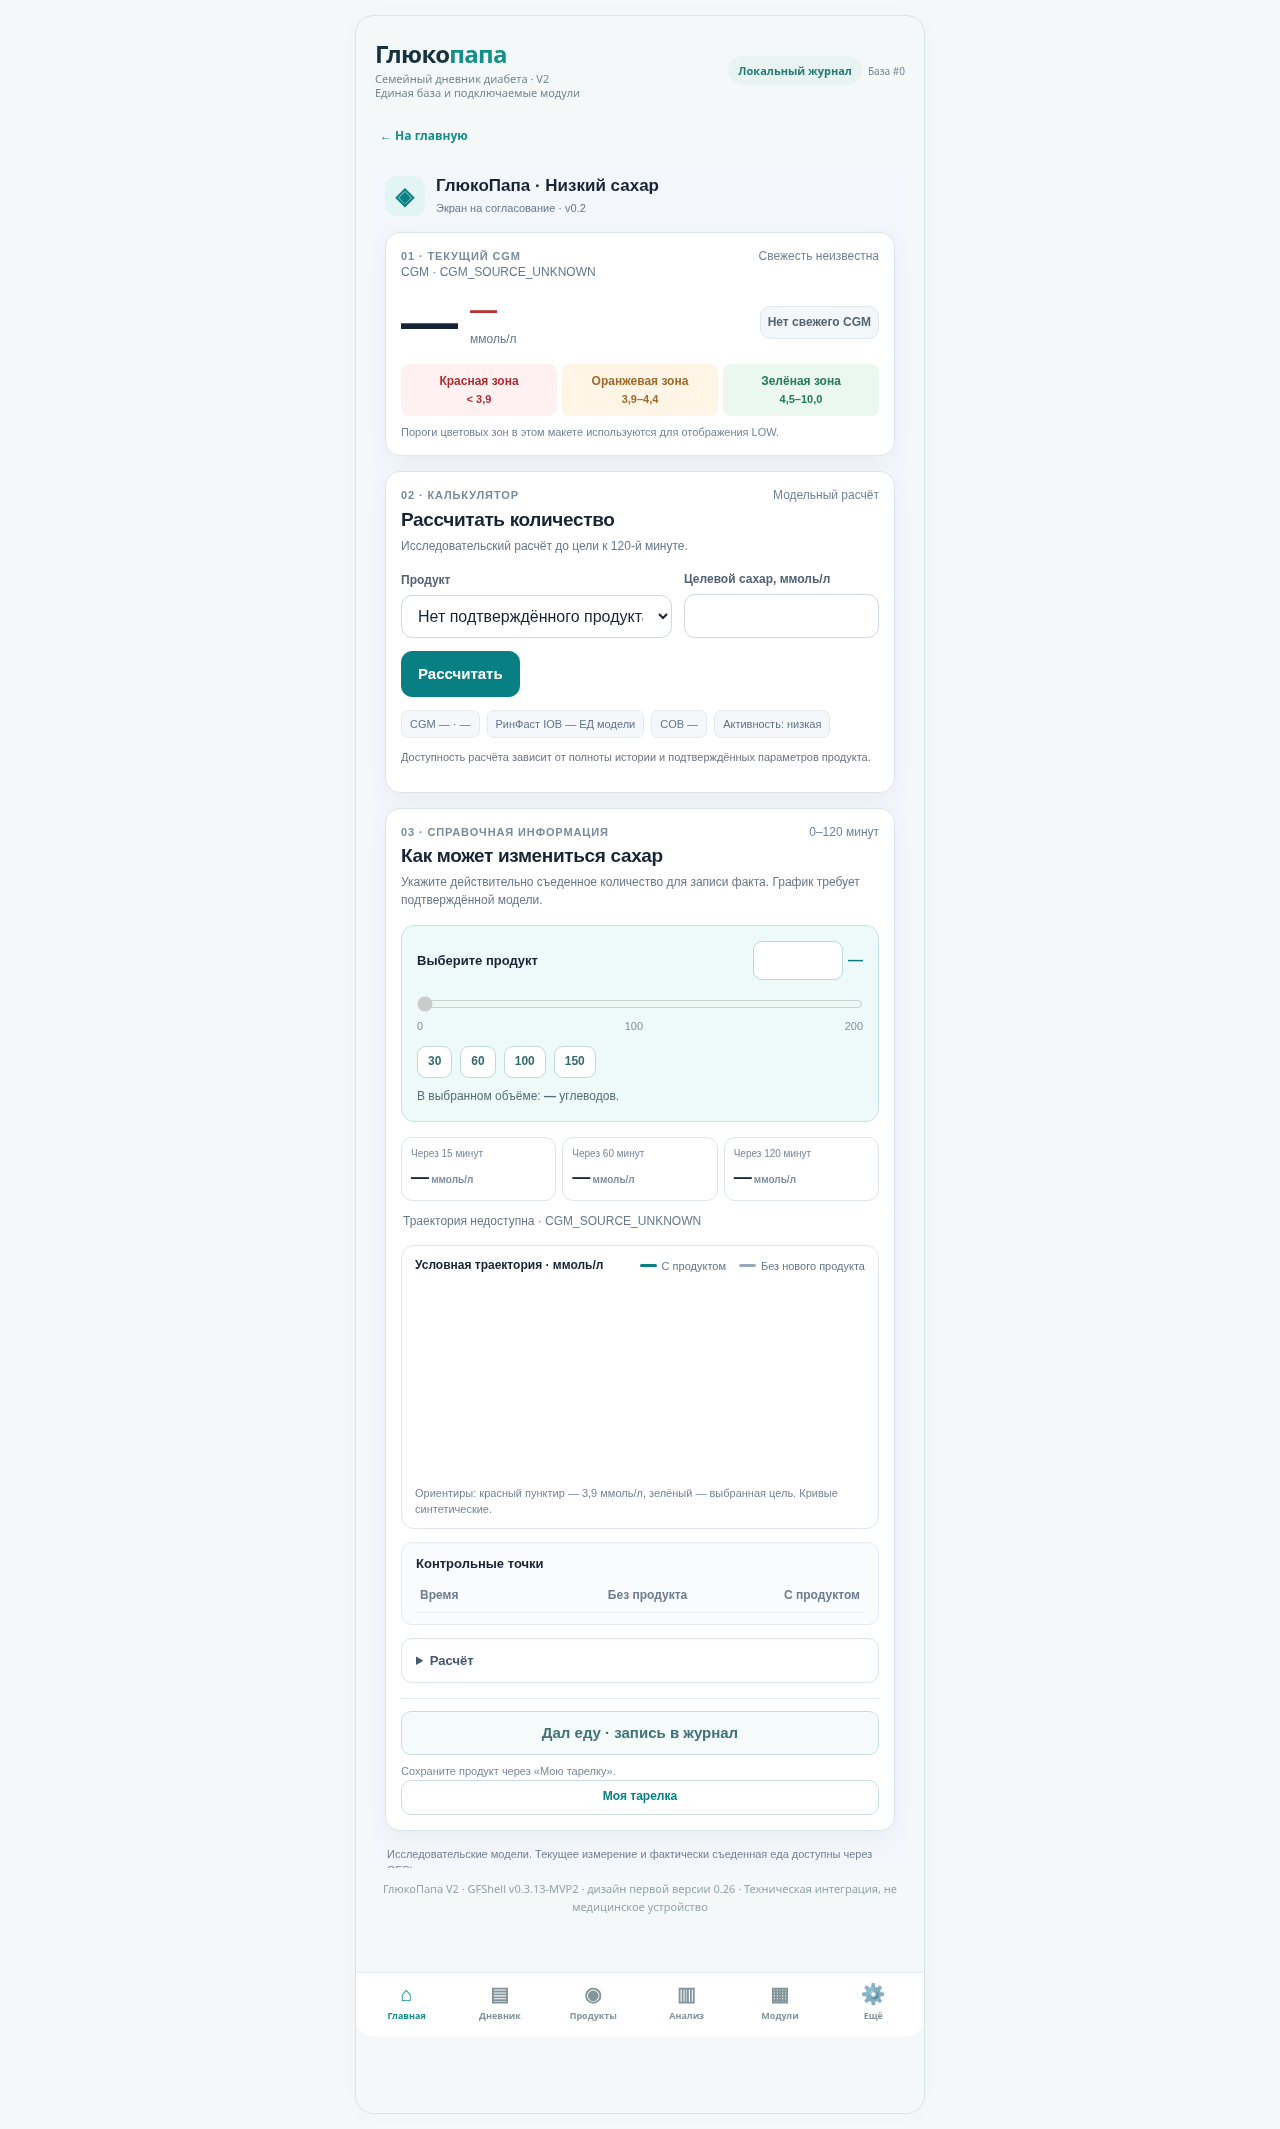 Глюкопапа
Семейный дневник диабета · V2
Единая база и подключаемые модули
Локальный журнал
База #0
← На главную
ГлюкоПапа · Низкий сахар
Экран на согласование · v0.2
01 · ТЕКУЩИЙ CGM
Свежесть неизвестна
CGM · CGM_SOURCE_UNKNOWN
— —
ммоль/л
Нет свежего CGM
Красная зона
< 3,9
Оранжевая зона
3,9–4,4
Зелёная зона
4,5–10,0
Пороги цветовых зон в этом макете используются для отображения LOW.
02 · КАЛЬКУЛЯТОР
Модельный расчёт
Рассчитать количество
Исследовательский расчёт до цели к 120-й минуте.
Продукт
Целевой сахар, ммоль/л
Нет подтверждённого продукт
Рассчитать
CGM — · —
РинФаст IOB — ЕД модели
COB —
Активность: низкая
Доступность расчёта зависит от полноты истории и подтверждённых параметров продукта.
03 · СПРАВОЧНАЯ ИНФОРМАЦИЯ
0–120 минут
Как может измениться сахар
Укажите действительно съеденное количество для записи факта. График требует
подтверждённой модели.
Выберите продукт
—
0 100 200
30 60 100 150
В выбранном объёме: — углеводов.
Через 15 минут
— ммоль/л
Через 60 минут
— ммоль/л
Через 120 минут
— ммоль/л
Траектория недоступна · CGM_SOURCE_UNKNOWN
Условная траектория · ммоль/л
С продуктом
Без нового продукта
Ориентиры: красный пунктир — 3,9 ммоль/л, зелёный — выбранная цель. Кривые
синтетические.
Контрольные точки
Время Без продукта С продуктом
▶ Расчёт
Дал еду · запись в журнал
Сохраните продукт через «Мою тарелку».
Моя тарелка
Исследовательские модели. Текущее измерение и фактически съеденная еда доступны через
ГлюкоПапа V2 · GFShell v0.3.13-MVP2 · дизайн первой версии 0.26 · Техническая интеграция, не
медицинское устройство
Главная
Дневник
Продукты
Анализ
Модули
Ещё